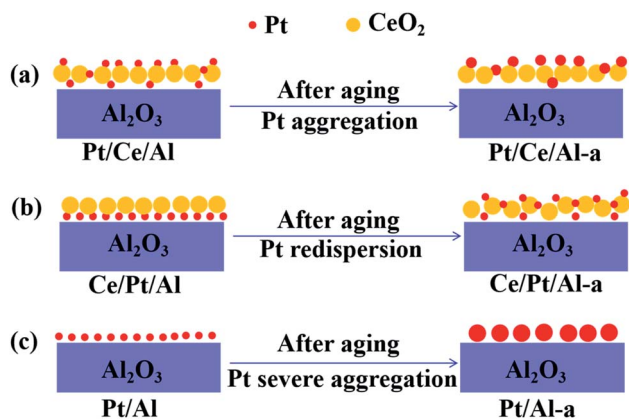 Pt CeO₂
(a)
Al₂O₃
Pt/Ce/Al
After aging
Pt aggregation
Al₂O₃
Pt/Ce/Al-a
(b)
Al₂O₃
Ce/Pt/Al
After aging
Pt redispersion
Al₂O₃
Ce/Pt/Al-a
(c)
Al₂O₃
Pt/Al
After aging
Pt severe aggregation
Al₂O₃
Pt/Al-a